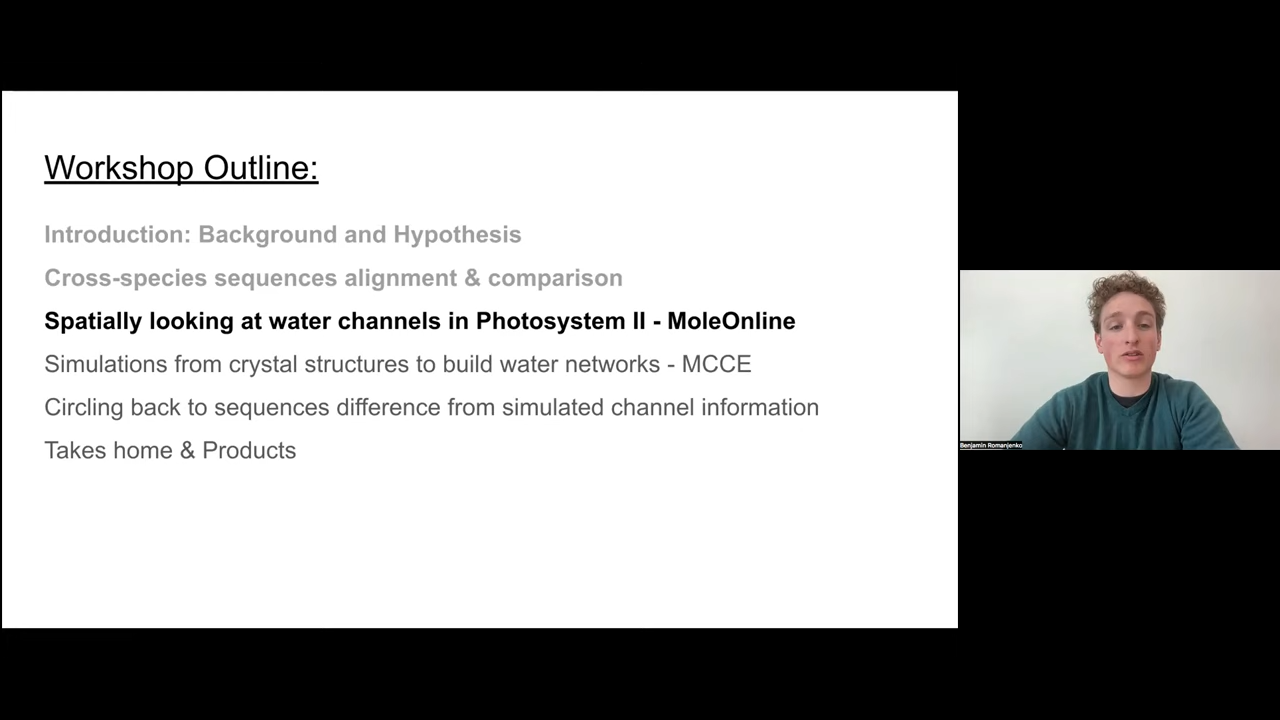 Workshop Outline:
Introduction: Background and Hypothesis
Cross-species sequences alignment & comparison
Spatially looking at water channels in Photosystem II - MoleOnline
Simulations from crystal structures to build water networks - MCCE
Circling back to sequences difference from simulated channel information
Takes home & Products
Benjamin Romanjenko